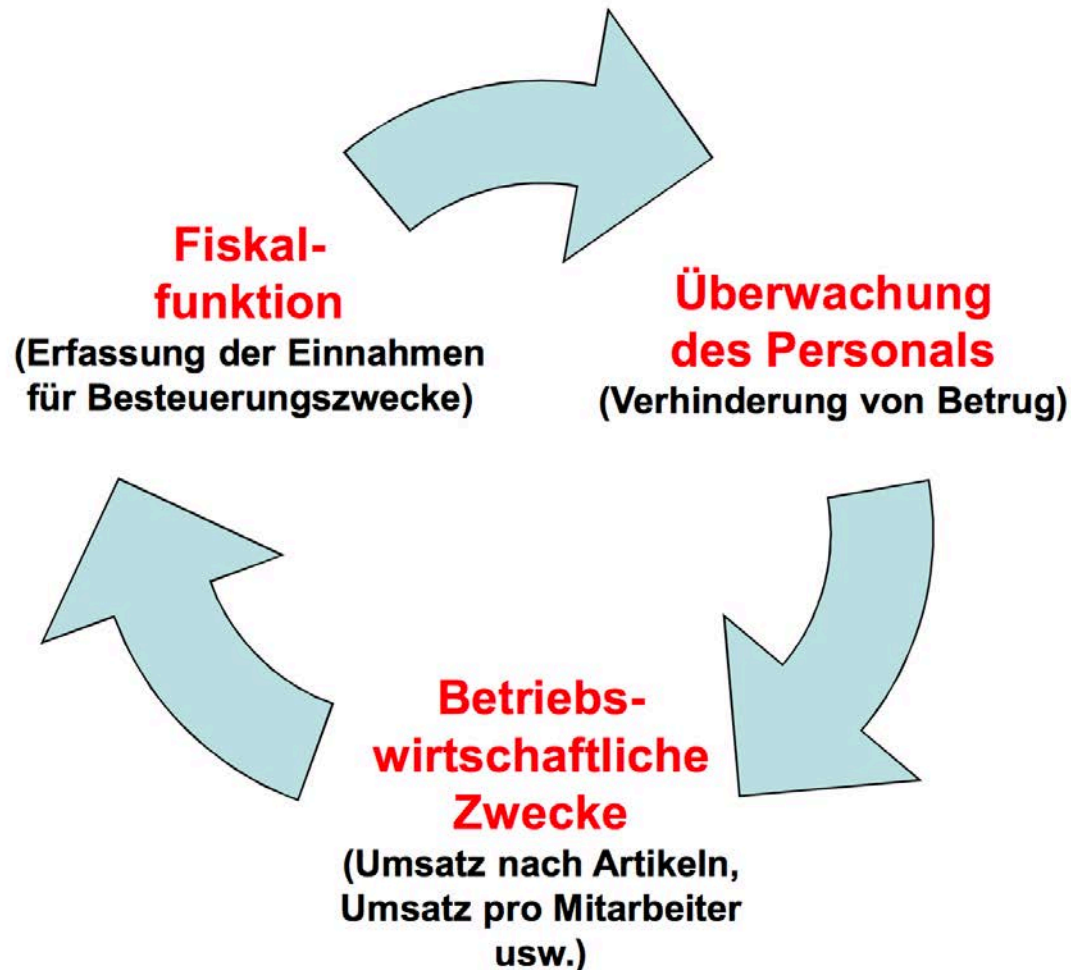 Fiskal-
funktion
(Erfassung der Einnahmen
für Besteuerungszwecke)
Überwachung
des Personals
(Verhinderung von Betrug)
Betriebs-
wirtschaftliche
Zwecke
(Umsatz nach Artikeln,
Umsatz pro Mitarbeiter
usw.)